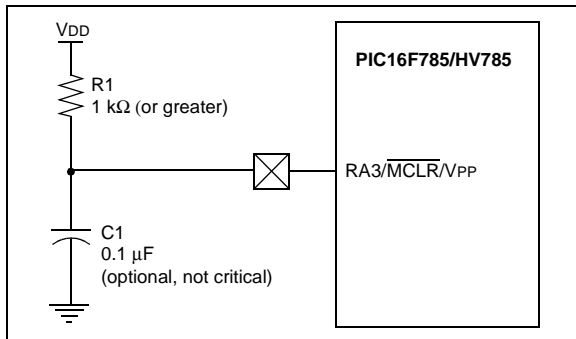 VDD
R1
1 kΩ (or greater)
C1
0.1 μF
(optional, not critical)
PIC16F785/HV785
RA3/MCLR/VPP